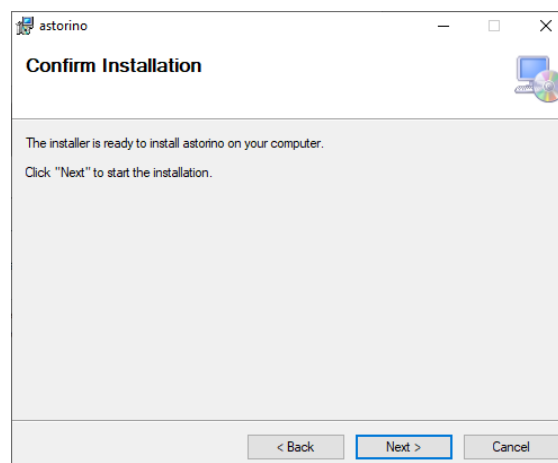 astorino
Confirm Installation
The installer is ready to install astorino on your computer.
Click "Next" to start the installation.
< Back
Next >
Cancel